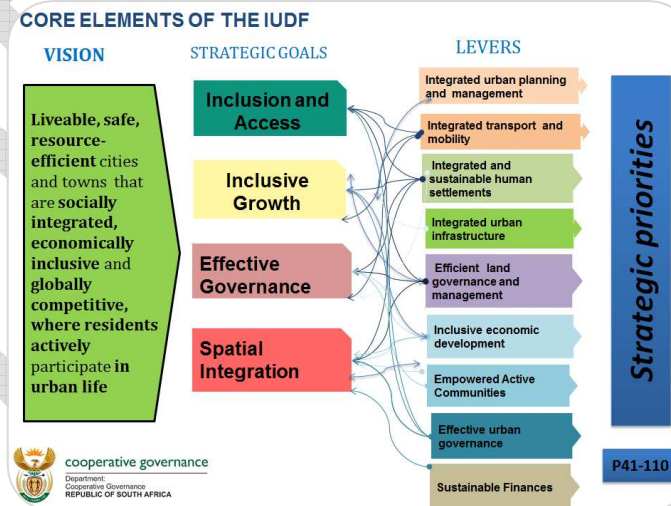 CORE ELEMENTS OF THE IUDF
VISION
STRATEGIC GOALS
LEVERS
Liveable, safe,
resource-
efficient cities
and towns that
are socially
integrated,
economically
inclusive and
globally
competitive,
where residents
actively
participate in
urban life
Inclusion and
Access
Inclusive
Growth
Effective
Governance
Spatial
Integration
Integrated urban planning
and management
Integrated transport and
mobility
Integrated and
sustainable human
settlements
Integrated urban
infrastructure
Efficient land
governance and
management
Inclusive economic
development
Empowered Active
Communities
Effective urban
governance
Sustainable Finances
Strategic priorities
P41-110
cooperative governance
Department:
Cooperative Governance
REPUBLIC OF SOUTH AFRICA